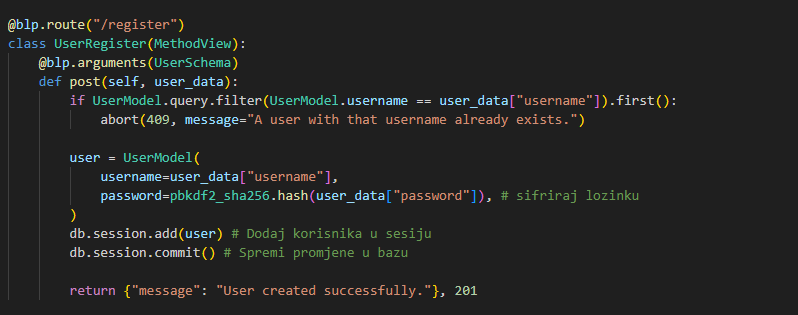 @blp.route("/register")
class UserRegister(MethodView):
    @blp.arguments(UserSchema)
    def post(self, user_data):
        if UserModel.query.filter(UserModel.username == user_data["username"]).first():
            abort(409, message="A user with that username already exists.")

        user = UserModel(
            username=user_data["username"],
            password=pbkdf2_sha256.hash(user_data["password"]), # sifriraj lozinku
        )
        db.session.add(user) # Dodaj korisnika u sesiju
        db.session.commit() # Spremi promjene u bazu

        return {"message": "User created successfully."}, 201